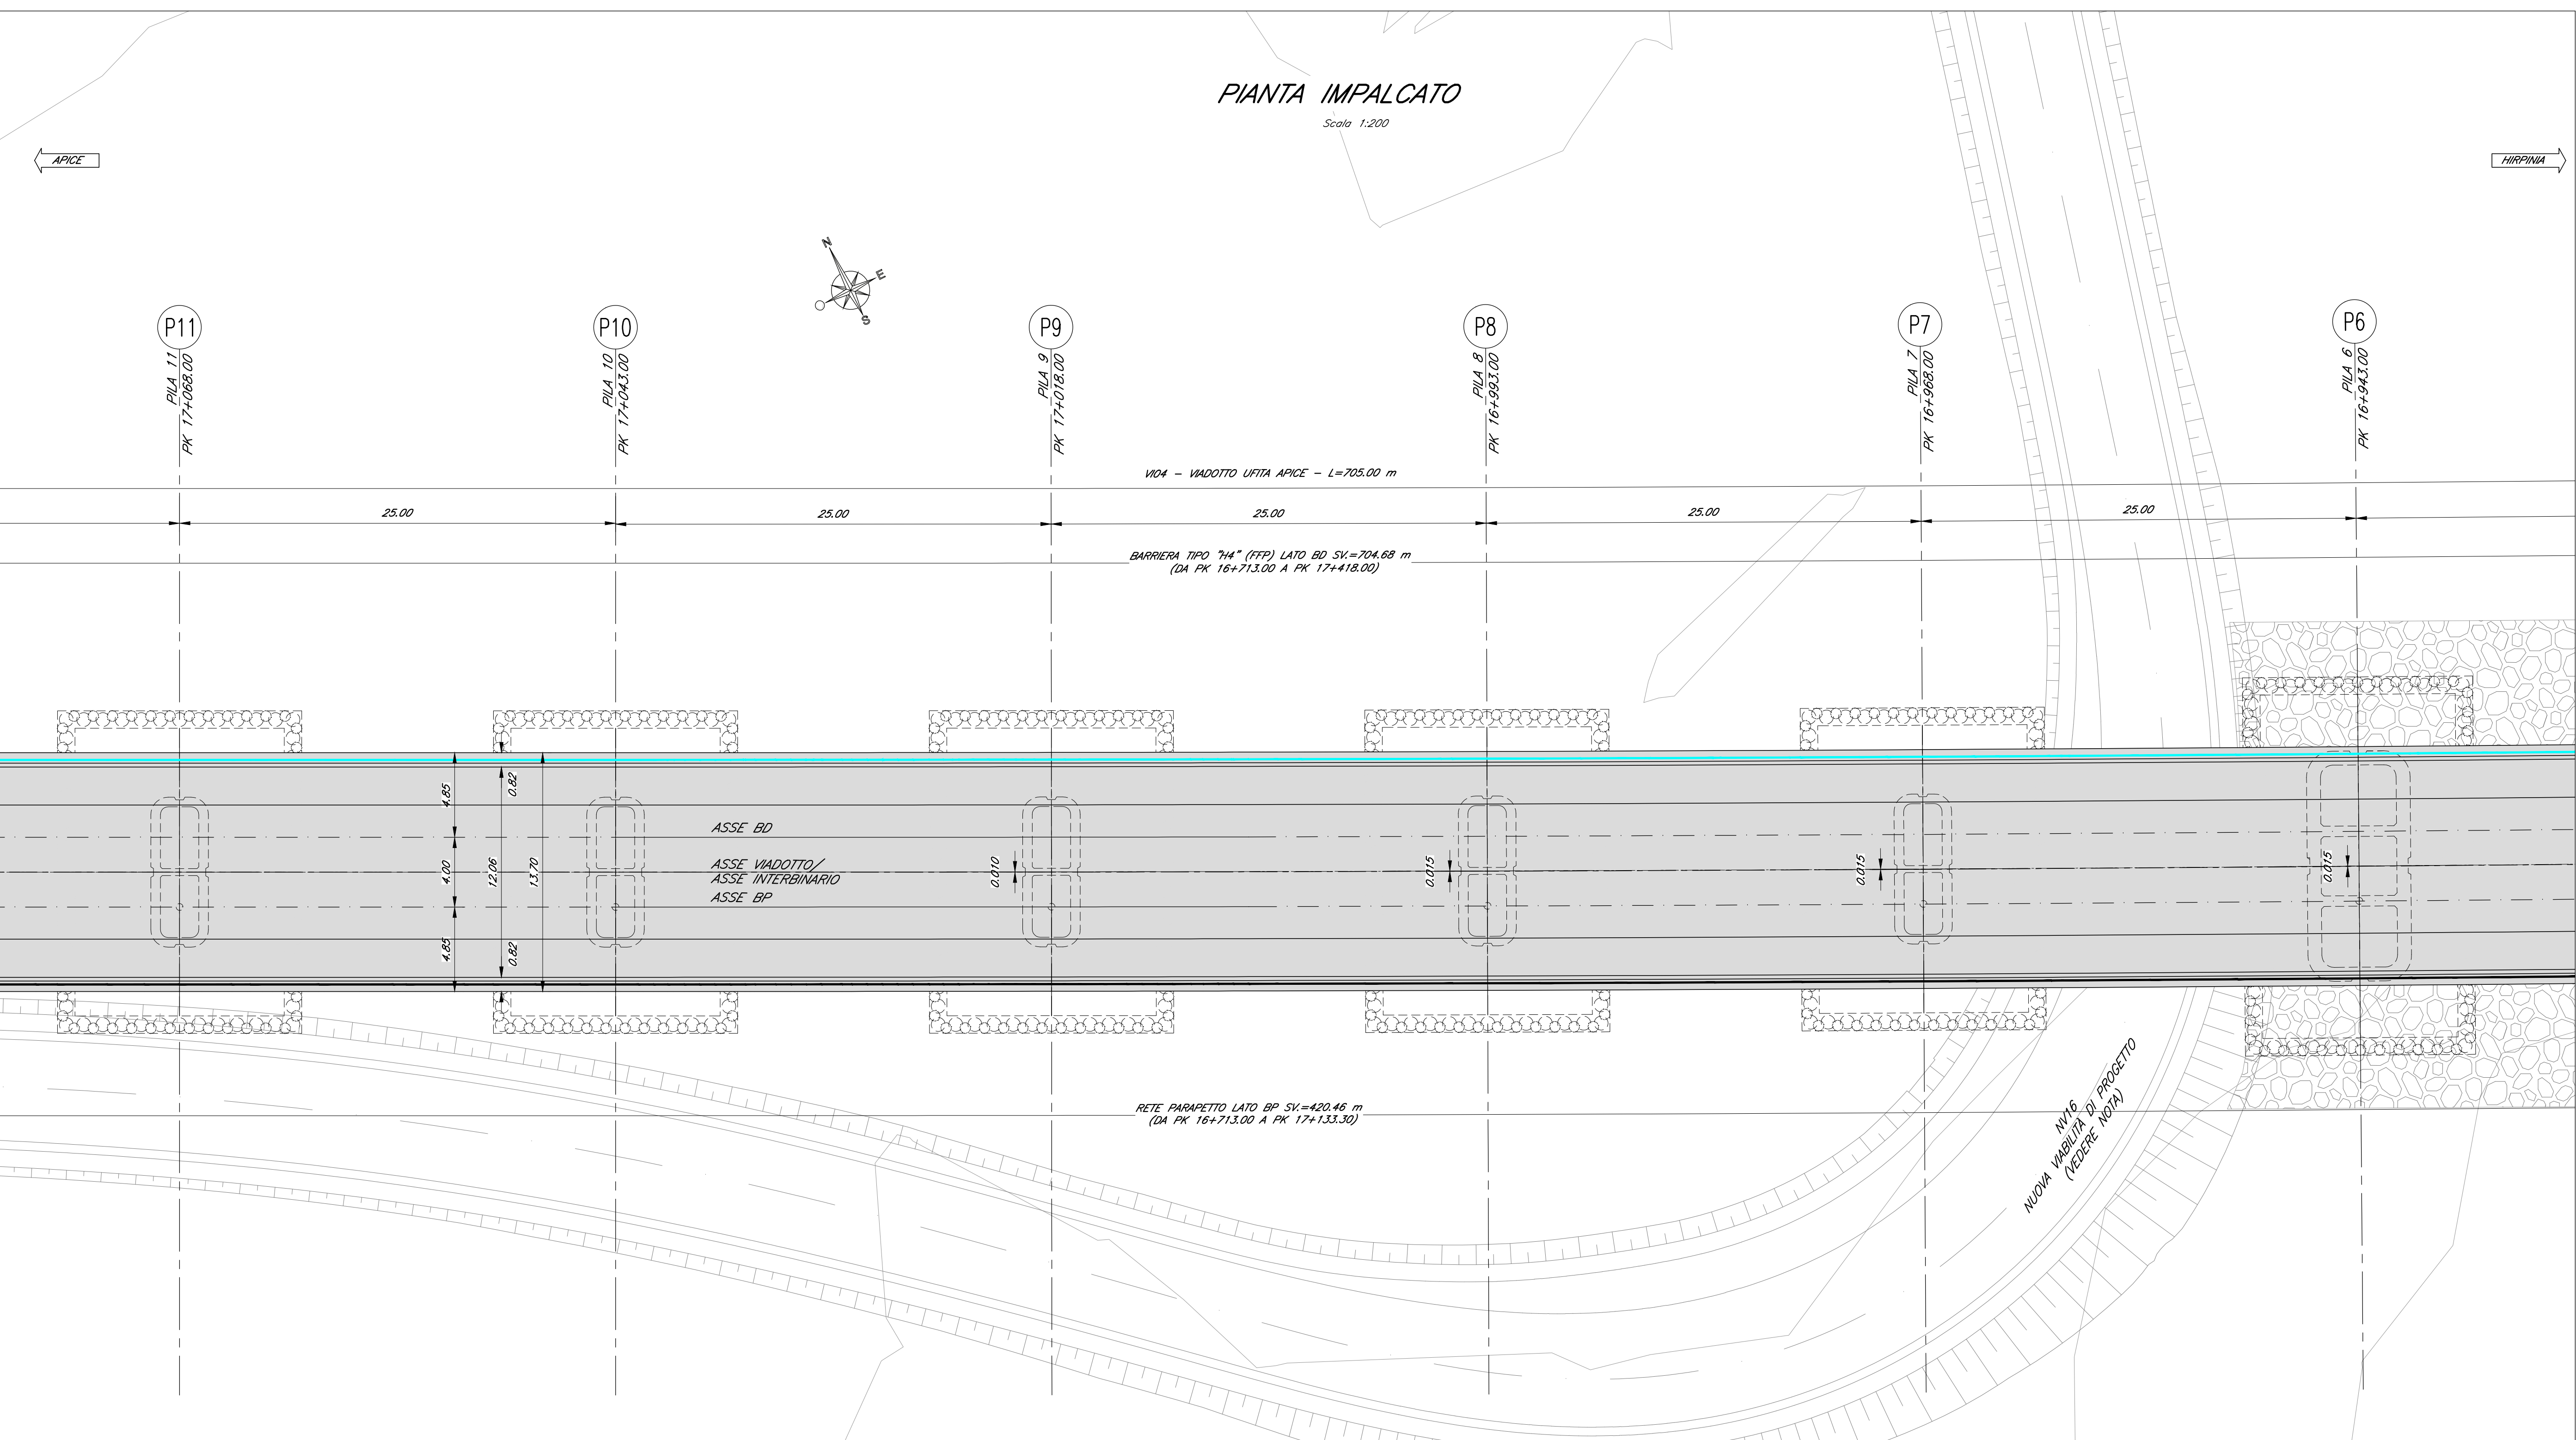 PIANTA IMPALCATO
Scala 1:200
APICE
HIRPINIA
N
E
S
O
P11
PILA 11
PK 17+068.00
P10
PILA 10
PK 17+043.00
P9
PILA 9
PK 17+018.00
P8
PILA 8
PK 16+993.00
P7
PILA 7
PK 16+968.00
P6
PILA 6
PK 16+943.00
VI04 - VIADOTTO UFITA APICE - L=705.00 m
25.00
25.00
25.00
25.00
25.00
BARRIERA TIPO "H4" (FFP) LATO BD SV.=704.68 m
(DA PK 16+713.00 A PK 17+418.00)
4.85
0.82
4.00
12.06
13.70
4.85
0.82
ASSE BD
ASSE VIADOTTO/
ASSE INTERBINARIO
ASSE BP
0.010
0.015
0.015
0.015
RETE PARAPETTO LATO BP SV.=420.46 m
(DA PK 16+713.00 A PK 17+133.30)
NV16
NUOVA VIABILITÀ DI PROGETTO
(VEDERE NOTA)